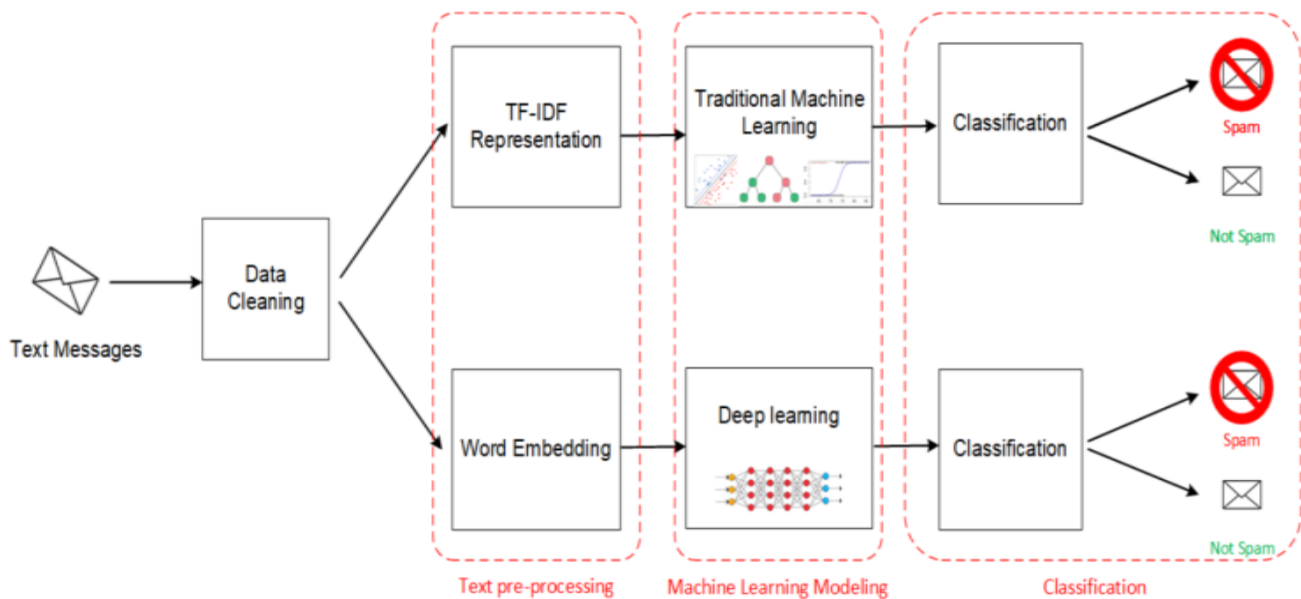 Text Messages
Data
Cleaning
TF-IDF
Representation
Traditional Machine
Learning
Classification
Spam
Not Spam
Word Embedding
Deep learning
Classification
Spam
Not Spam
Text pre-processing
Machine Learning Modeling
Classification